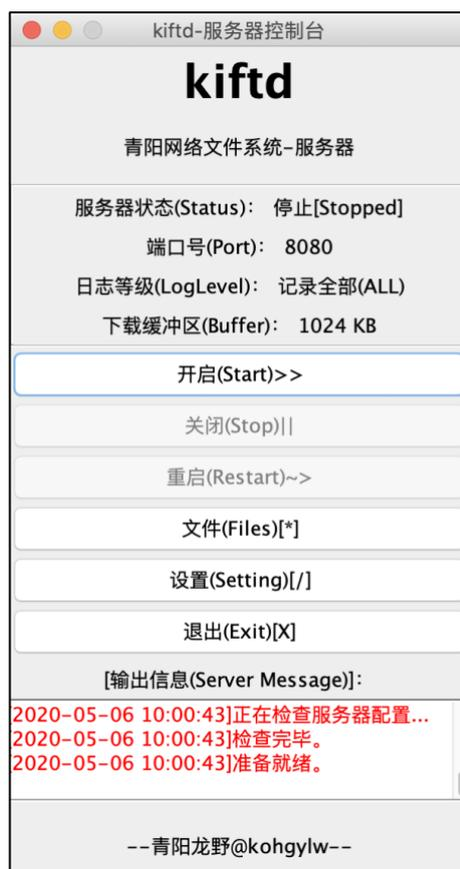 kiftd-服务器控制台
kiftd
青阳网络文件系统-服务器
服务器状态(Status)： 停止[Stopped]
端口号(Port)： 8080
日志等级(LogLevel)： 记录全部(ALL)
下载缓冲区(Buffer)： 1024 KB
开启(Start)>>
关闭(Stop)||
重启(Restart)~>
文件(Files)[*]
设置(Setting)[/]
退出(Exit)[X]
[输出信息(Server Message)]：
[2020-05-06 10:00:43]正在检查服务器配置...
[2020-05-06 10:00:43]检查完毕。
[2020-05-06 10:00:43]准备就绪。
--青阳龙野@kohgylw--